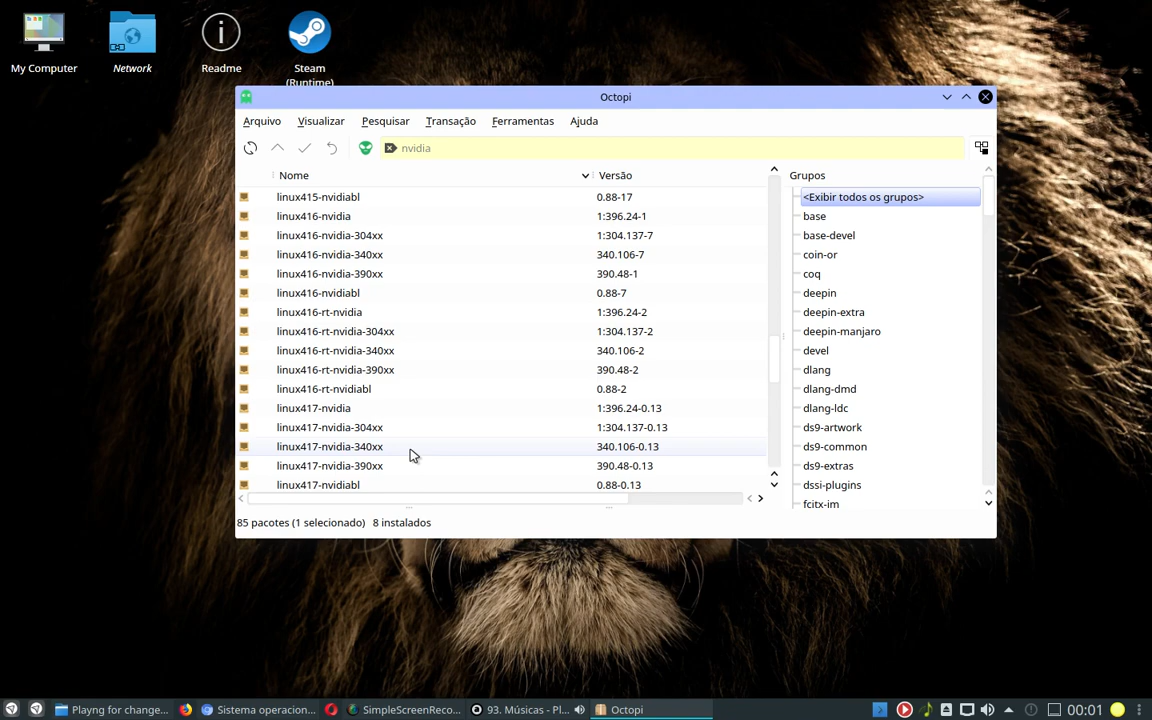 My Computer
Network
Readme
Steam
(Runtime)
Octopi
Arquivo Visualizar Pesquisar Transação Ferramentas Ajuda
nvidia
Nome Versão
linux415-nvidiabl 0.88-17
linux416-nvidia 1:396.24-1
linux416-nvidia-304xx 1:304.137-7
linux416-nvidia-340xx 340.106-7
linux416-nvidia-390xx 390.48-1
linux416-nvidiabl 0.88-7
linux416-rt-nvidia 1:396.24-2
linux416-rt-nvidia-304xx 1:304.137-2
linux416-rt-nvidia-340xx 340.106-2
linux416-rt-nvidia-390xx 390.48-2
linux416-rt-nvidiabl 0.88-2
linux417-nvidia 1:396.24-0.13
linux417-nvidia-304xx 1:304.137-0.13
linux417-nvidia-340xx 340.106-0.13
linux417-nvidia-390xx 390.48-0.13
linux417-nvidiabl 0.88-0.13
Grupos
<Exibir todos os grupos>
base
base-devel
coin-or
coq
deepin
deepin-extra
deepin-manjaro
devel
dlang
dlang-dmd
dlang-ldc
ds9-artwork
ds9-common
ds9-extras
dssi-plugins
fcitx-im
85 pacotes (1 selecionado) 8 instalados
Playng for change... Sistema operacion... SimpleScreenReco... 93. Músicas - Pl... Octopi 00:01